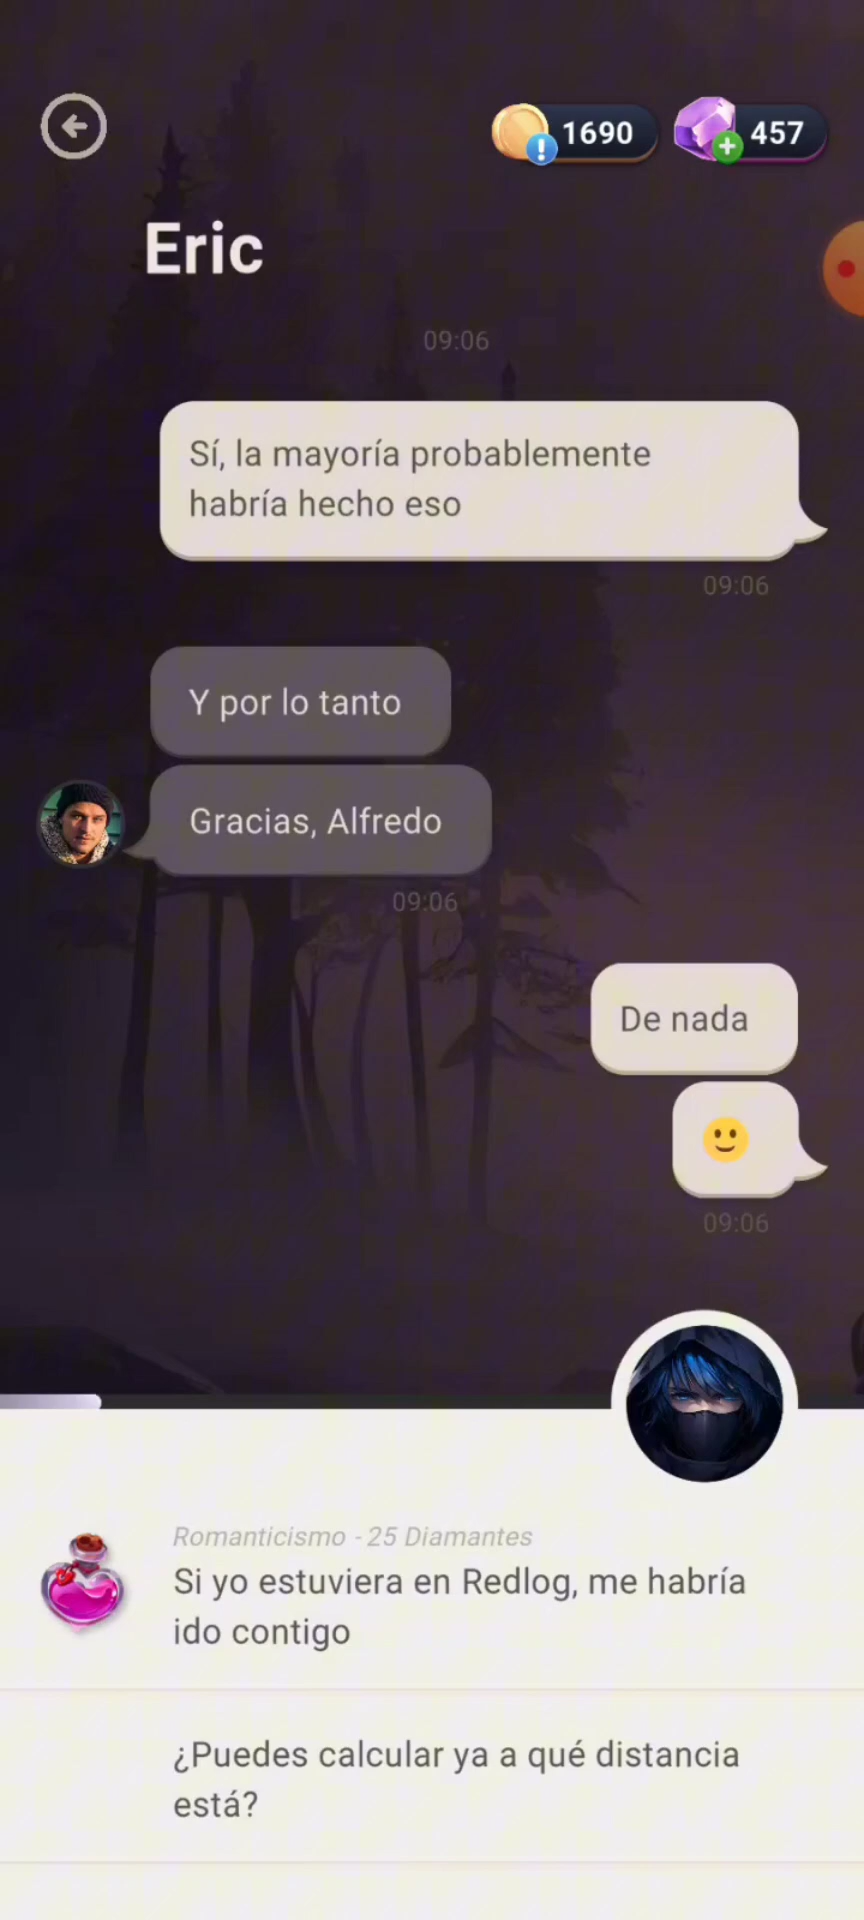 1690
457
Eric
09:06
Sí, la mayoría probablemente
habría hecho eso
09:06
Y por lo tanto
Gracias, Alfredo
09:06
De nada
🙂
09:06
Romanticismo - 25 Diamantes
Si yo estuviera en Redlog, me habría
ido contigo
¿Puedes calcular ya a qué distancia
está?